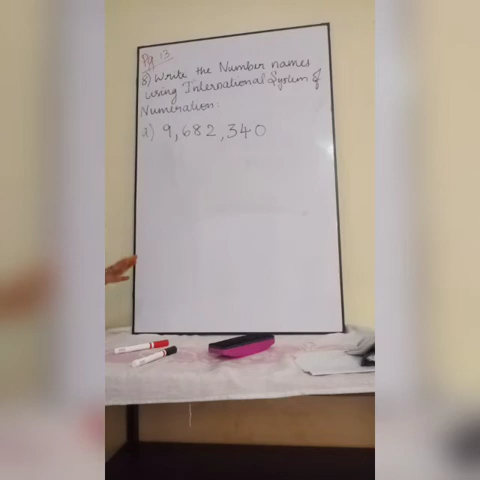 Pg :13
8) Write the Number names
using International System of
Numeration:
a) 9,682,340